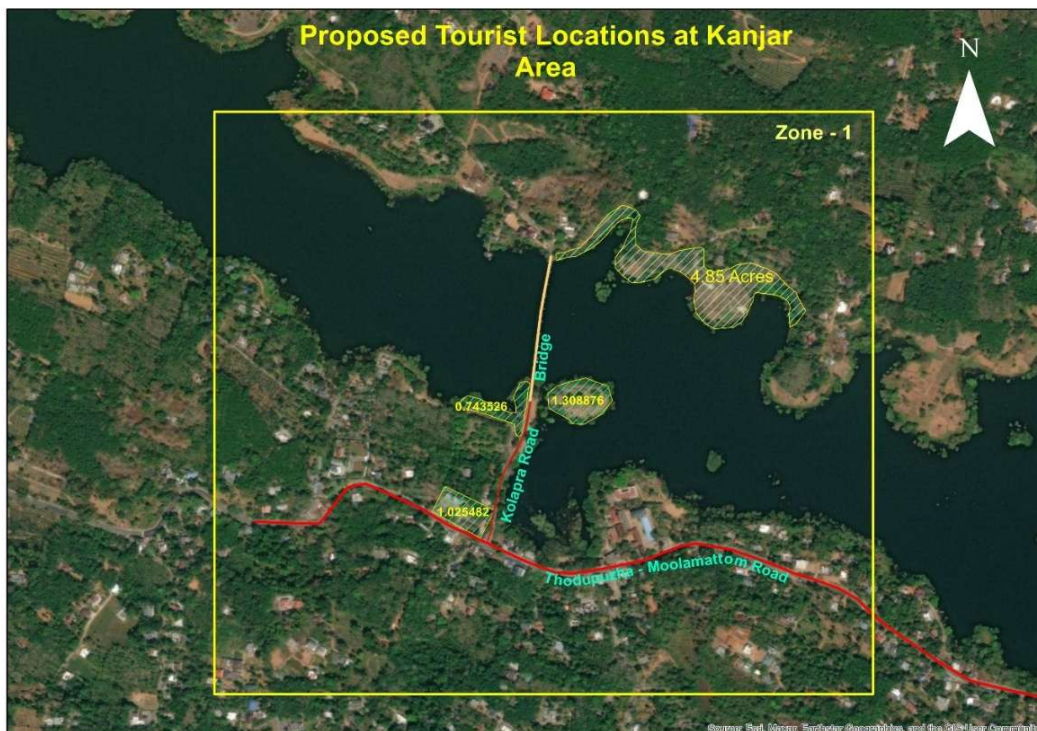 Proposed Tourist Locations at Kanjar
Area
N
Zone - 1
4.85 Acres
Bridge
0.743526
1.308876
Kolapra Road
1.025482
Thodupuzha - Moolamattom Road
Source: Esri, Maxar, Earthstar Geographics, and the GIS User Community